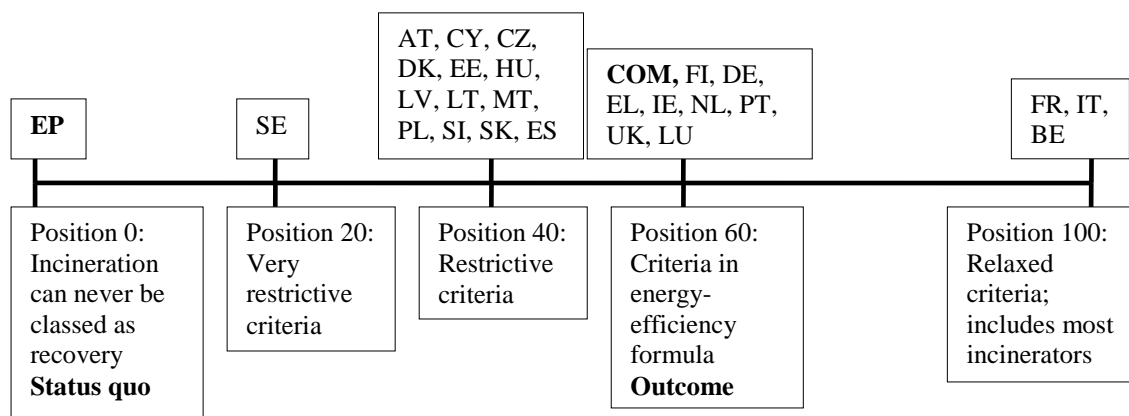 EP
SE
AT, CY, CZ,
DK, EE, HU,
LV, LT, MT,
PL, SI, SK, ES
COM, FI, DE,
EL, IE, NL, PT,
UK, LU
FR, IT,
BE
Position 0:
Incineration
can never be
classed as
recovery
Status quo
Position 20:
Very
restrictive
criteria
Position 40:
Restrictive
criteria
Position 60:
Criteria in
energy-
efficiency
formula
Outcome
Position 100:
Relaxed
criteria;
includes most
incinerators